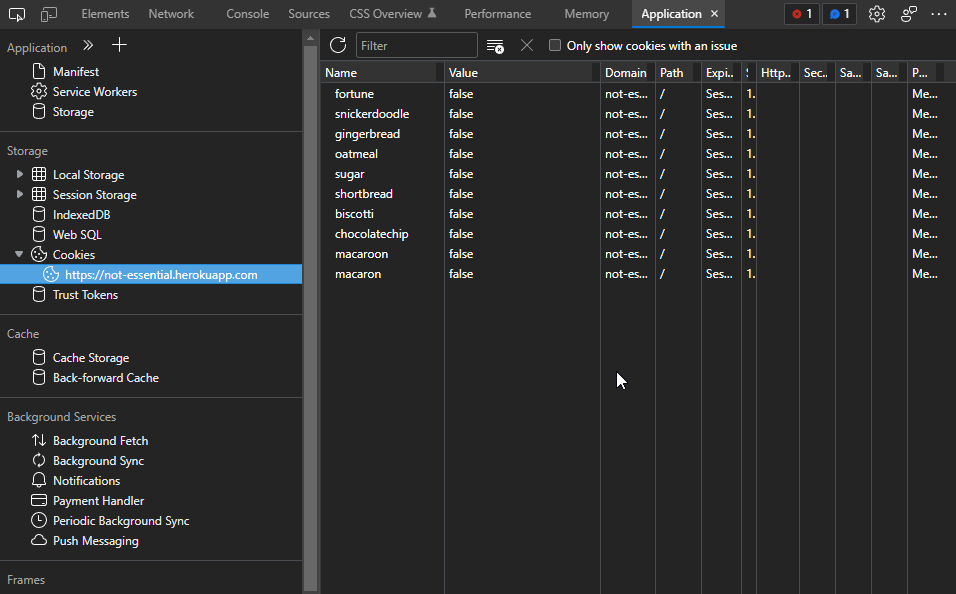 Elements Network Console Sources CSS Overview Performance Memory Application × 1 1
Application
Manifest
Service Workers
Storage
Storage
Local Storage
Session Storage
IndexedDB
Web SQL
Cookies
https://not-essential.herokuapp.com
Trust Tokens
Cache
Cache Storage
Back-forward Cache
Background Services
Background Fetch
Background Sync
Notifications
Payment Handler
Periodic Background Sync
Push Messaging
Frames
Filter Only show cookies with an issue
Name Value Domain Path Expi... Http... Sec... Sa... Sa... P...
fortune false not-es... / Ses... 1. Me...
snickerdoodle false not-es... / Ses... 1. Me...
gingerbread false not-es... / Ses... 1. Me...
oatmeal false not-es... / Ses... 1. Me...
sugar false not-es... / Ses... 1. Me...
shortbread false not-es... / Ses... 1. Me...
biscotti false not-es... / Ses... 1. Me...
chocolatechip false not-es... / Ses... 1. Me...
macaroon false not-es... / Ses... 1. Me...
macaron false not-es... / Ses... 1. Me...